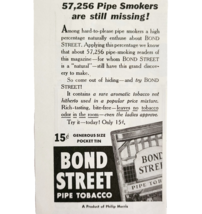 57,256 Pipe Smokers
are still missing!
Among hard-to-please pipe smokers a high
percentage naturally enthuse about BOND
STREET. Applying this percentage we know
that about 57,256 pipe-smoking readers of
this magazine—for whom BOND STREET
is a "natural"—still have this grand discov-
ery to make.
So come out of hiding—and try BOND
STREET!
It contains a rare aromatic tobacco not
hitherto used in a popular price mixture.
Rich-tasting, bite-free—leaves no tobacco
odor in the room—even the ladies approve.
Try it—today! Only 15¢.
15¢ GENEROUS SIZE
POCKET TIN
BOND
STREET
PIPE TOBACCO
BOND
STREET
PIPE TOBACCO
A Product of Philip Morris